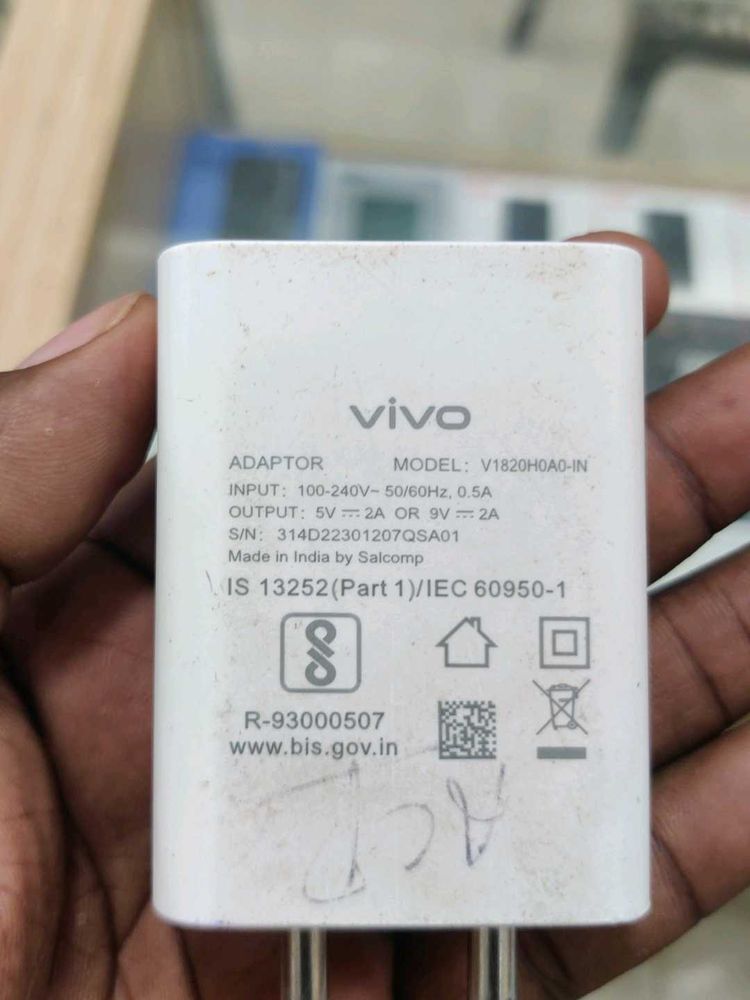 vivo
ADAPTOR MODEL: V1820H0A0-IN
INPUT: 100-240V~ 50/60Hz, 0.5A
OUTPUT: 5V ⎓ 2A OR 9V ⎓ 2A
S/N: 314D22301207QSA01
Made in India by Salcomp
IS 13252(Part 1)/IEC 60950-1
R-93000507
www.bis.gov.in